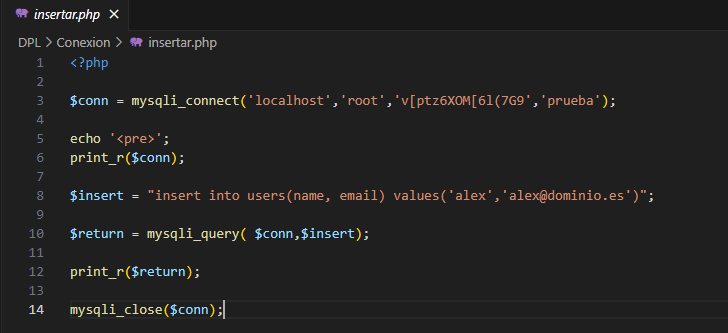 insertar.php ×
DPL > Conexion > insertar.php
1 <?php
2
3 $conn = mysqli_connect('localhost','root','v[ptz6XOM[6l(7G9','prueba');
4
5 echo '<pre>';
6 print_r($conn);
7
8 $insert = "insert into users(name, email) values('alex','alex@dominio.es')";
9
10 $return = mysqli_query( $conn,$insert);
11
12 print_r($return);
13
14 mysqli_close($conn);